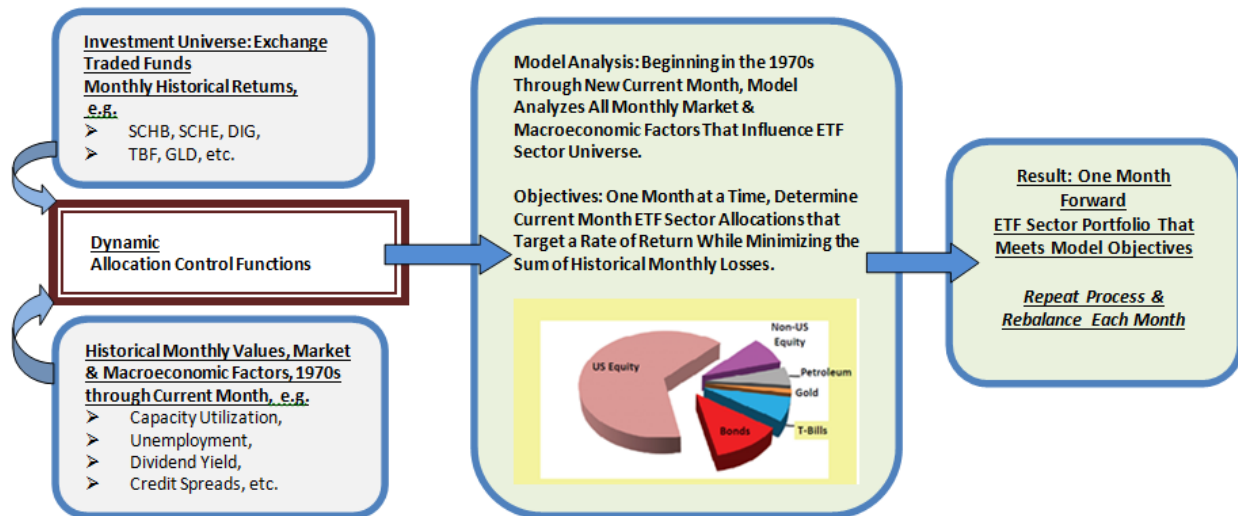 Investment Universe: Exchange
Traded Funds
Monthly Historical Returns,
e.g.
➤ SCHB, SCHE, DIG,
➤ TBF, GLD, etc.
Dynamic
Allocation Control Functions
Historical Monthly Values, Market
& Macroeconomic Factors, 1970s
through Current Month, e.g.
➤ Capacity Utilization,
➤ Unemployment,
➤ Dividend Yield,
➤ Credit Spreads, etc.
Model Analysis: Beginning in the 1970s
Through New Current Month, Model
Analyzes All Monthly Market &
Macroeconomic Factors That Influence ETF
Sector Universe.
Objectives: One Month at a Time, Determine
Current Month ETF Sector Allocations that
Target a Rate of Return While Minimizing the
Sum of Historical Monthly Losses.
US Equity
Non-US
Equity
Petroleum
Gold
T-Bills
Bonds
Result: One Month
Forward
ETF Sector Portfolio That
Meets Model Objectives
Repeat Process &
Rebalance Each Month